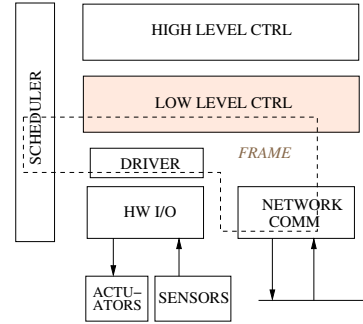 HIGH LEVEL CTRL
SCHEDULER
LOW LEVEL CTRL
FRAME
DRIVER
HW I/O
NETWORK
COMM
ACTU−
ATORS
SENSORS